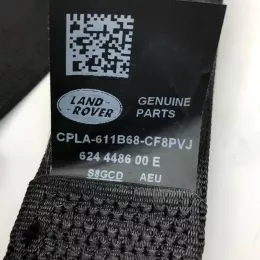 LAND-
ROVER
GENUINE
PARTS
CPLA-611B68-CF8PVJ
624 4486 00 E
S8GCD AEU